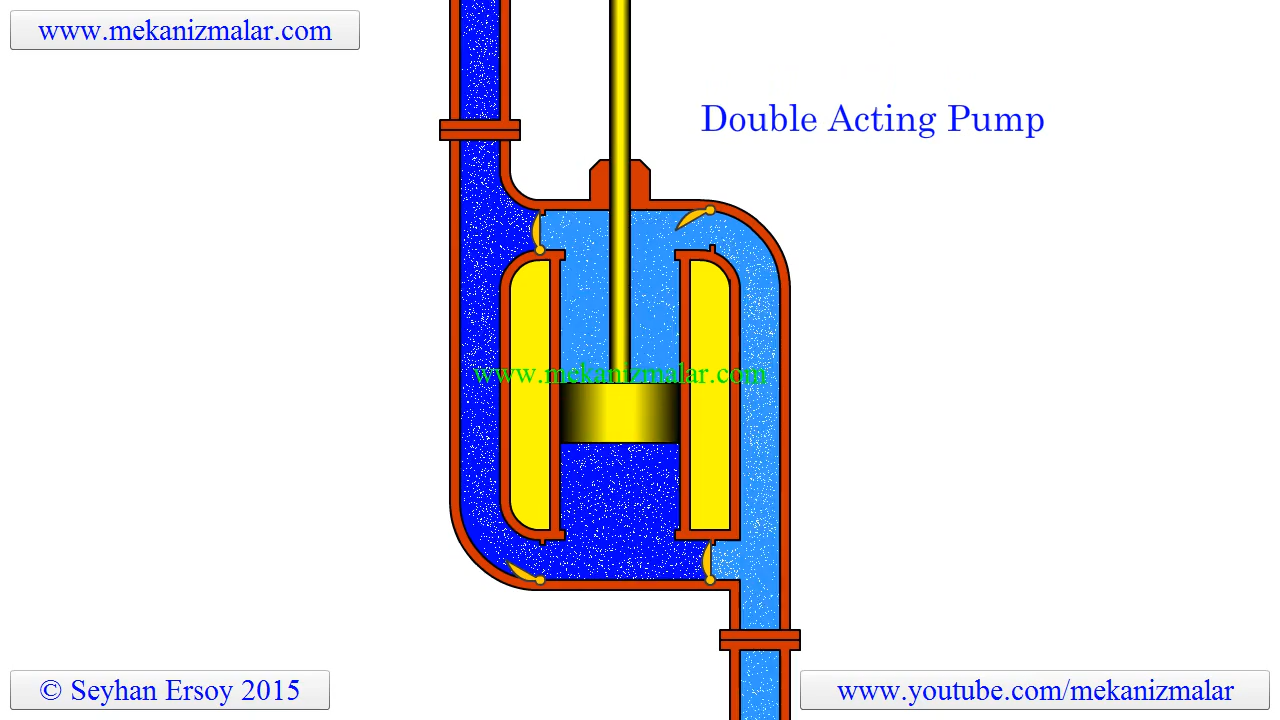 www.mekanizmalar.com
Double Acting Pump
www.mekanizmalar.com
© Seyhan Ersoy 2015
www.youtube.com/mekanizmalar